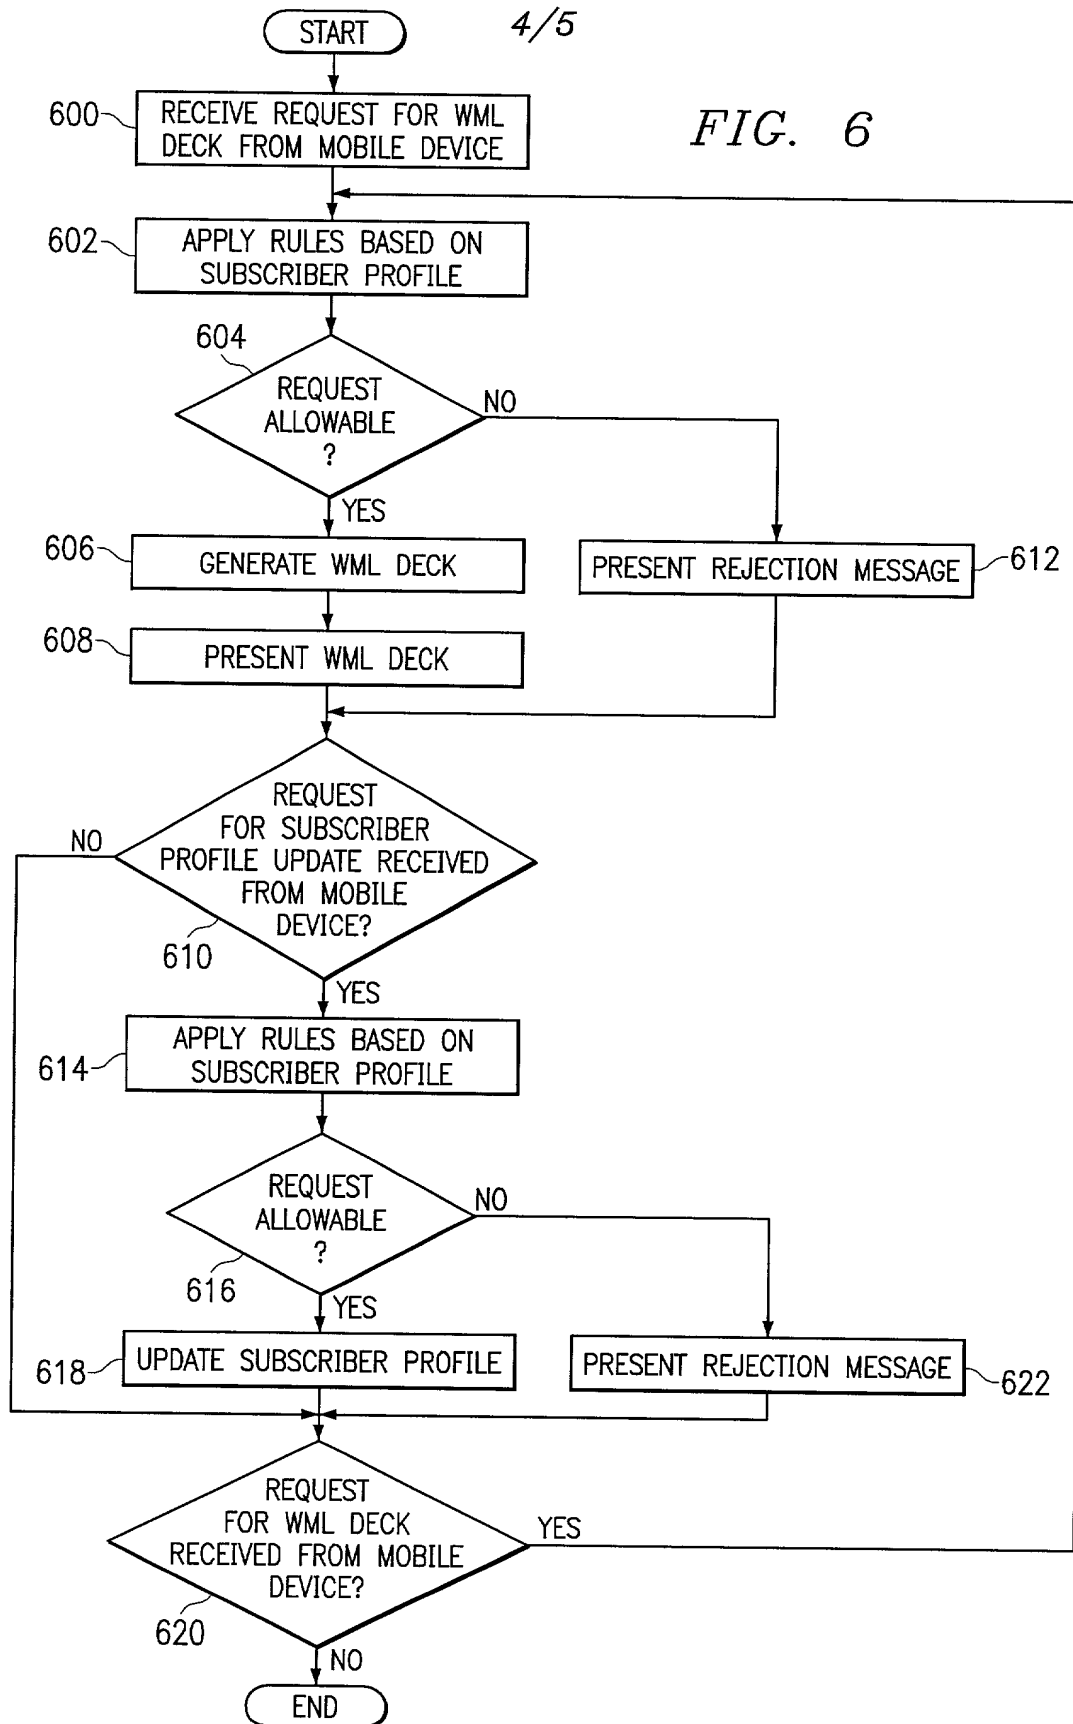 START
4/5
FIG. 6
600
RECEIVE REQUEST FOR WML
DECK FROM MOBILE DEVICE
602
APPLY RULES BASED ON
SUBSCRIBER PROFILE
604
REQUEST
ALLOWABLE
?
NO
YES
606
GENERATE WML DECK
PRESENT REJECTION MESSAGE
612
608
PRESENT WML DECK
REQUEST
FOR SUBSCRIBER
PROFILE UPDATE RECEIVED
FROM MOBILE
DEVICE?
NO
610
YES
614
APPLY RULES BASED ON
SUBSCRIBER PROFILE
REQUEST
ALLOWABLE
?
NO
616
YES
618
UPDATE SUBSCRIBER PROFILE
PRESENT REJECTION MESSAGE
622
REQUEST
FOR WML DECK
RECEIVED FROM MOBILE
DEVICE?
YES
620
NO
END